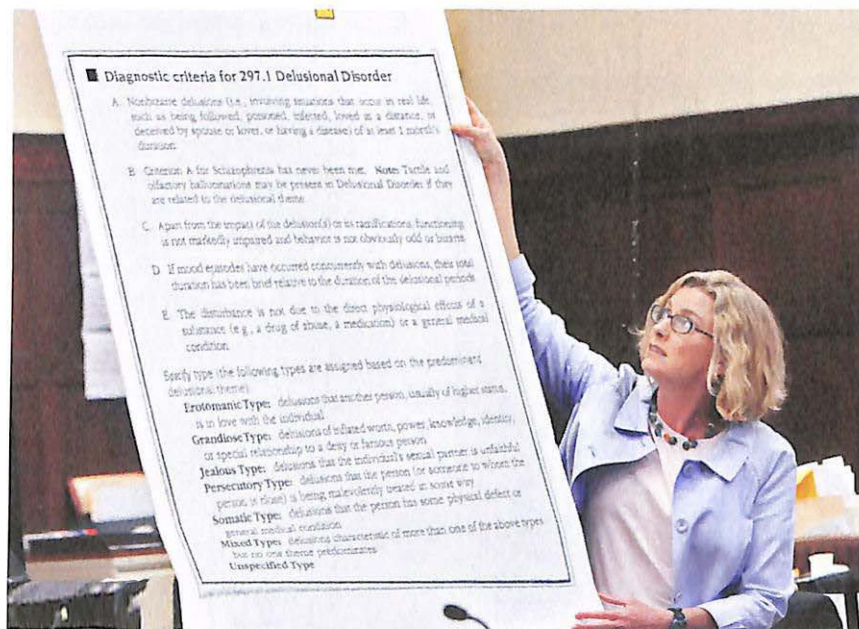 ■ Diagnostic criteria for 297.1 Delusional Disorder
A. Nonbizarre delusions (i.e., involving situations that occur in real life,
such as being followed, poisoned, infected, loved at a distance, or
deceived by spouse or lover, or having a disease) of at least 1 month's
duration.
B. Criterion A for Schizophrenia has never been met. Note: Tactile and
olfactory hallucinations may be present in Delusional Disorder if they
are related to the delusional theme.
C. Apart from the impact of the delusion(s) or its ramifications, functioning
is not markedly impaired and behavior is not obviously odd or bizarre.
D. If mood episodes have occurred concurrently with delusions, their total
duration has been brief relative to the duration of the delusional periods.
E. The disturbance is not due to the direct physiological effects of a
substance (e.g., a drug of abuse, a medication) or a general medical
condition.
Specify type (the following types are assigned based on the predominant
delusional theme):
Erotomanic Type: delusions that another person, usually of higher status,
is in love with the individual
Grandiose Type: delusions of inflated worth, power, knowledge, identity,
or special relationship to a deity or famous person
Jealous Type: delusions that the individual's sexual partner is unfaithful
Persecutory Type: delusions that the person (or someone to whom the
person is close) is being malevolently treated in some way
Somatic Type: delusions that the person has some physical defect or
general medical condition
Mixed Type: delusions characteristic of more than one of the above types
but no one theme predominates
Unspecified Type